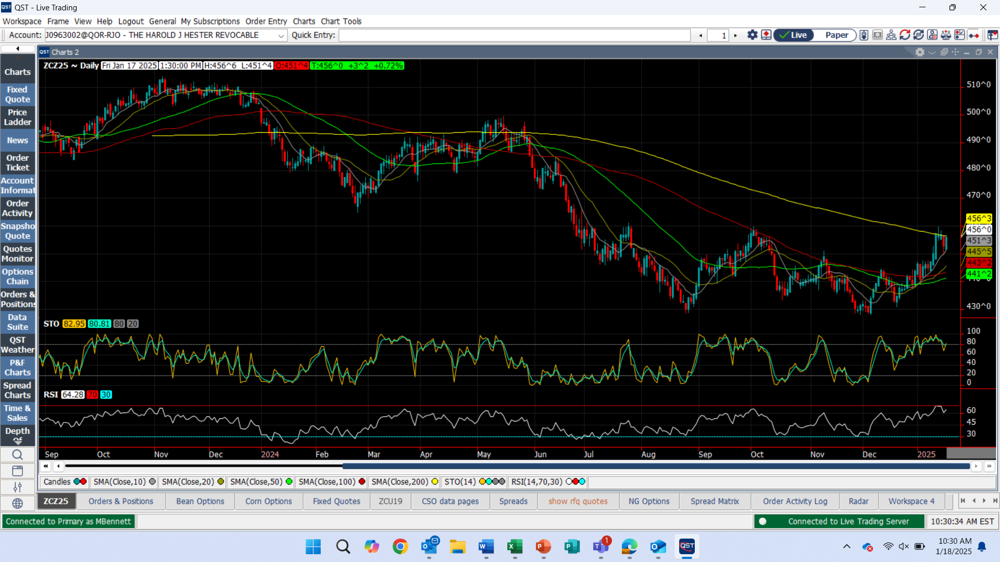 QST QST - Live Trading
Workspace Frame View Help Logout General My Subscriptions Order Entry Charts Chart Tools
Account: J0963002@QOR-RJO - THE HAROLD J HESTER REVOCABLE Quick Entry: 1 Live Paper
QST Charts 2
ZCZ25 ~ Daily Fri Jan 17 2025 1:30:00 PM H:456^6 L:451^4 O:451^4 T:456^0 +3^2 +0.72%
Charts
Fixed
Quote
Price
Ladder
News
Order
Ticket
Account
Informat
Order
Activity
Snapsho
Quote
Quotes
Monitor
Options
Chain
Orders &
Positions
Data
Suite
QST
Weather
P&F
Charts
Spread
Charts
Time &
Sales
Depth
Of
510^0
500^0
490^0
480^0
470^0
456^3
456^0
451^3
445^5
443^2
441^2
430^0
STO 82.95 80.81 80 20
100
80
60
40
20
0
RSI 64.28 70 30
60
45
30
Sep Oct Nov Dec 2024 Feb Mar Apr May Jun Jul Aug Sep Oct Nov Dec 2025
Candles SMA(Close,10) SMA(Close,20) SMA(Close,50) SMA(Close,100) SMA(Close,200) STO(14) RSI(14,70,30)
ZCZ25 Orders & Positions Bean Options Corn Options Fixed Quotes ZCU19 CSO data pages Spreads show rfq quotes NG Options Spread Matrix Order Activity Log Radar Workspace 4
Connected to Primary as MBennett Connected to Live Trading Server 10:30:34 AM EST
1 QST
10:30 AM
1/18/2025